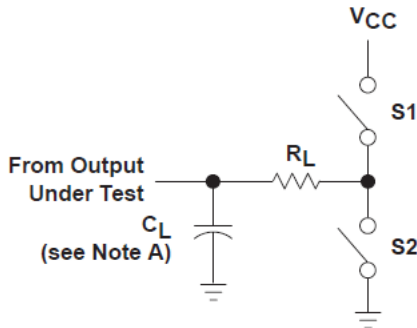 VCC
S1
From Output
Under Test
RL
CL
(see Note A)
S2